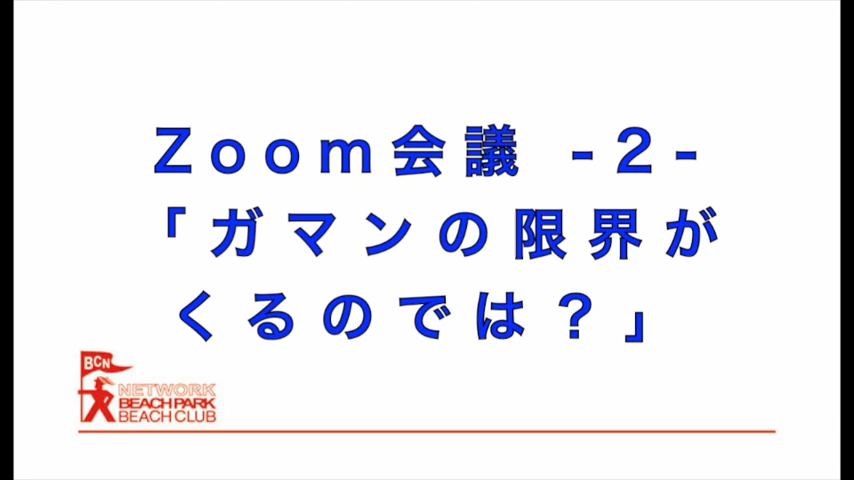 Zoom会議 -2-
「ガマンの限界が
くるのでは？」
BCN
NETWORK
BEACH PARK
BEACH CLUB